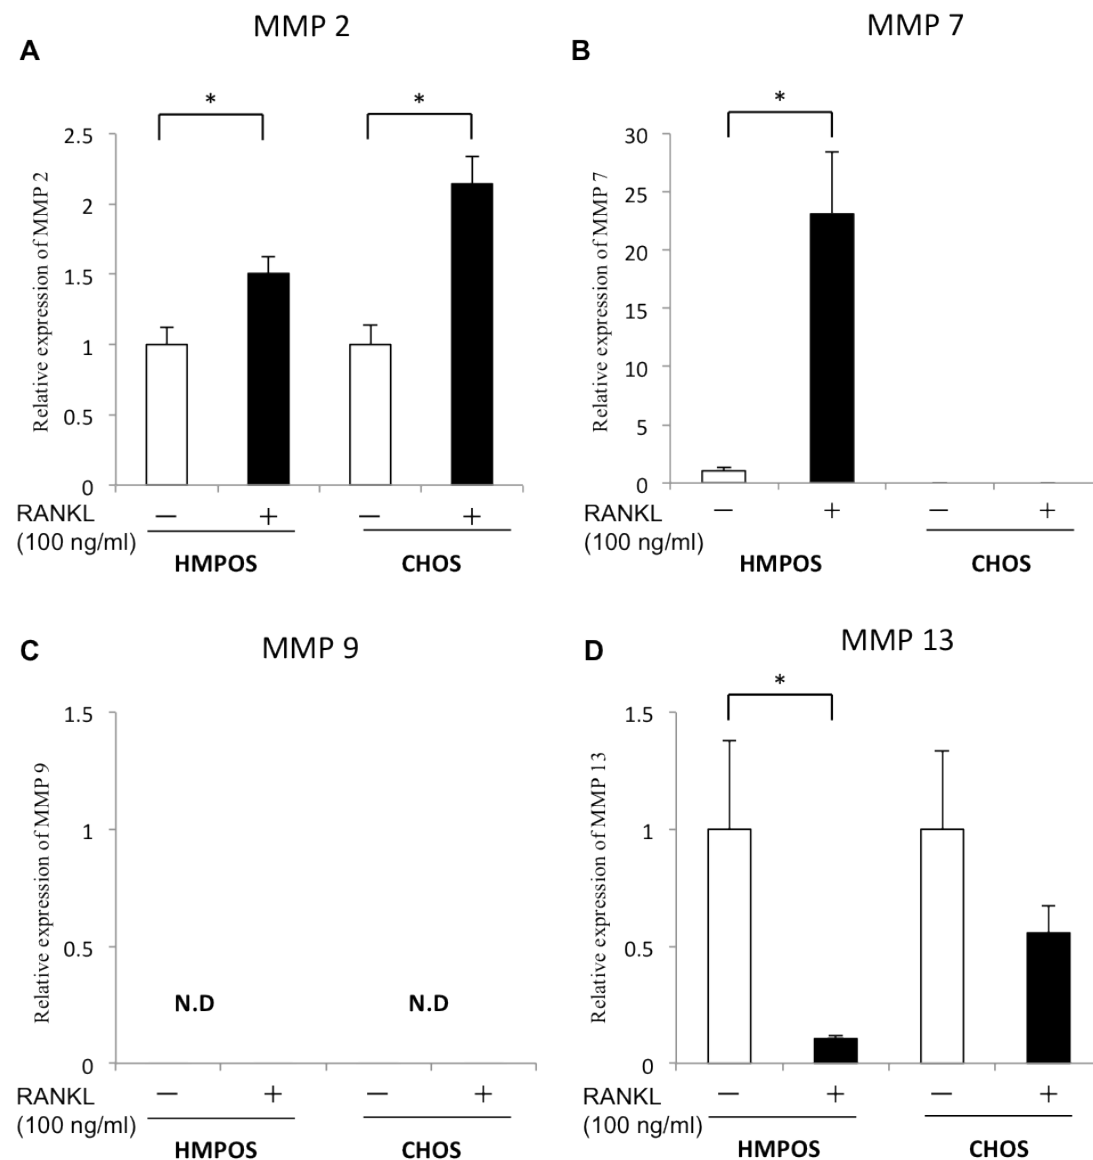 MMP 2
A
*
*
Relative expression of MMP 2
2.5
2
1.5
1
0.5
0
RANKL
(100 ng/ml)
— + — +
HMPOS CHOS
MMP 7
B
*
Relative expression of MMP 7
30
25
20
15
10
5
0
RANKL
(100 ng/ml)
— + — +
HMPOS CHOS
MMP 9
C
Relative expression of MMP 9
1.5
1
0.5
0
N.D N.D
RANKL
(100 ng/ml)
— + — +
HMPOS CHOS
MMP 13
D
*
Relative expression of MMP 13
1.5
1
0.5
0
RANKL
(100 ng/ml)
— + — +
HMPOS CHOS